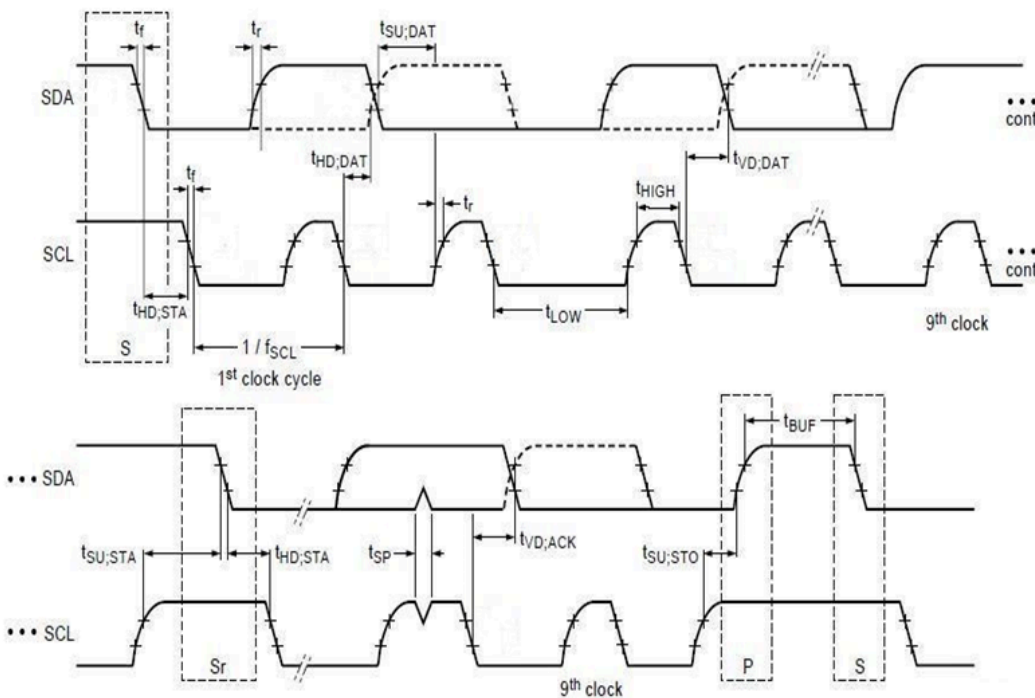 tf
tr
tSU;DAT
SDA
••• cont
tHD;DAT
tVD;DAT
tf
tr
tHIGH
SCL
••• cont
tHD;STA
tLOW
9th clock
S
1 / fSCL
1st clock cycle
tBUF
••• SDA
tSU;STA
tHD;STA
tSP
tVD;ACK
tSU;STO
••• SCL
Sr
P
S
9th clock